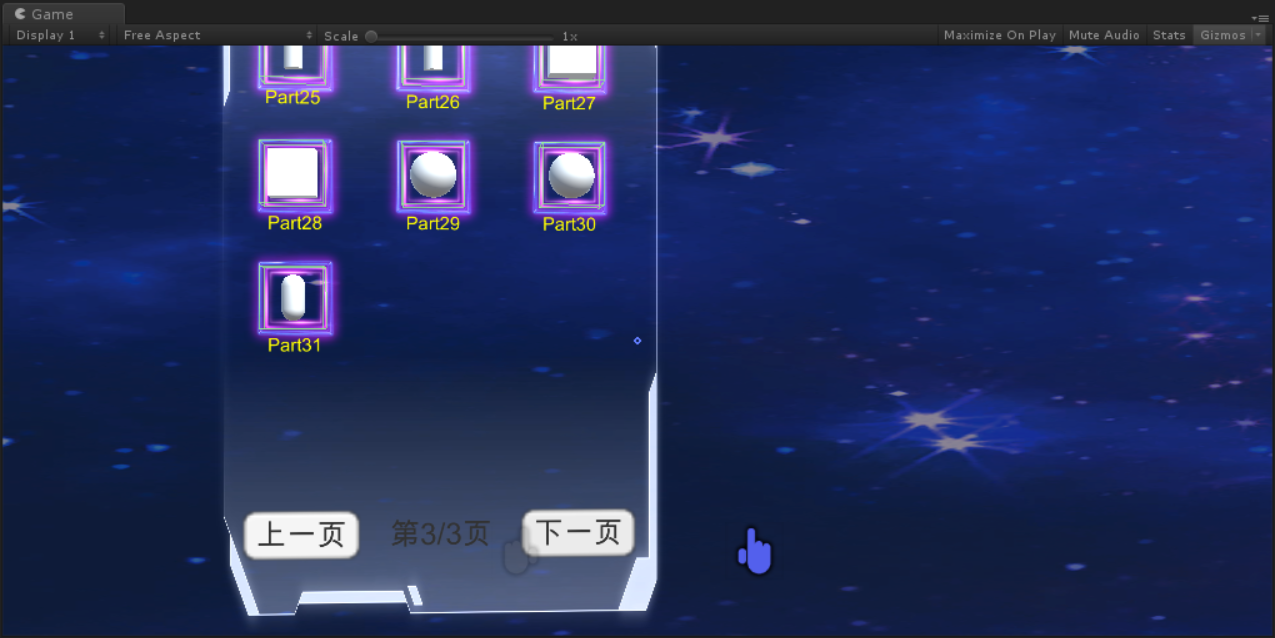 Game
Display 1 Free Aspect Scale 1x Maximize On Play Mute Audio Stats Gizmos
Part25 Part26 Part27
Part28 Part29 Part30
Part31
上一页 第3/3页 下一页